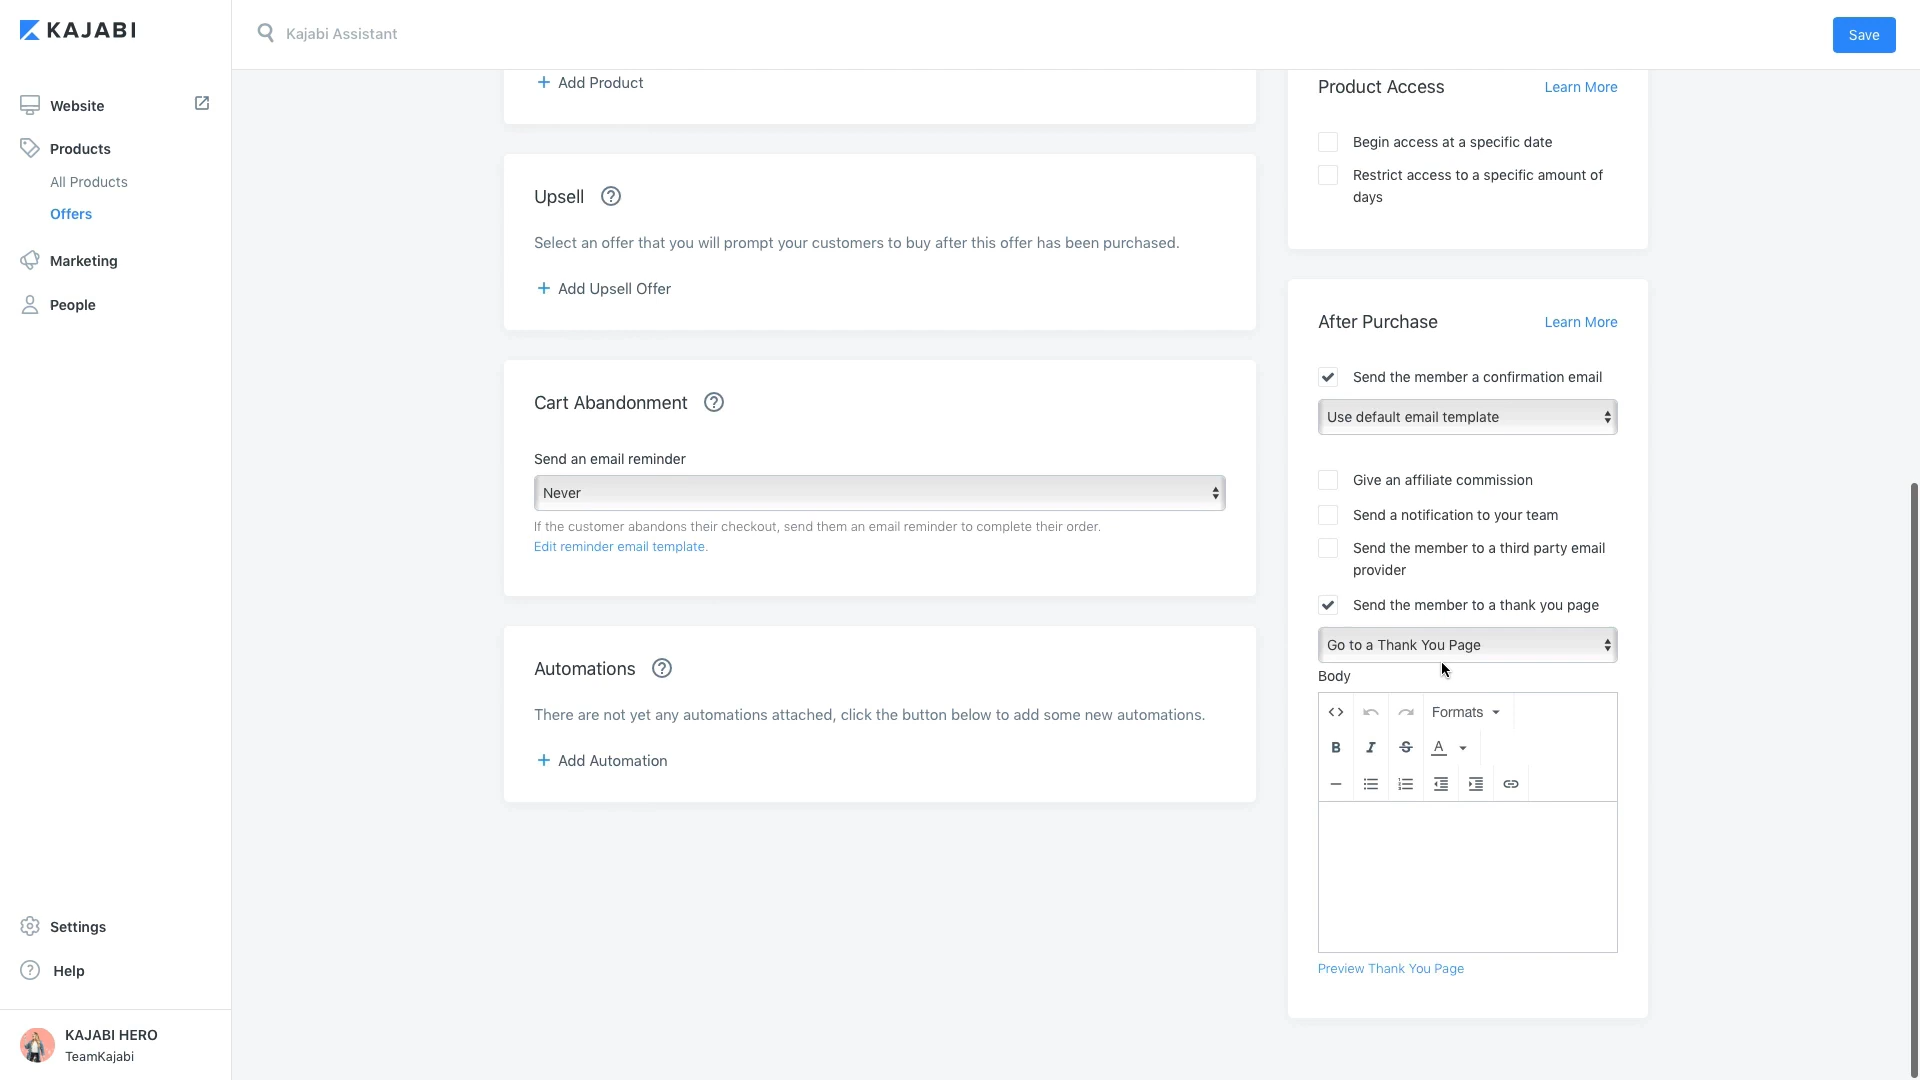 KAJABI
Kajabi Assistant
Save
Website
Products
All Products
Offers
Marketing
People
Settings
Help
KAJABI HERO
TeamKajabi
+ Add Product
Upsell ?
Select an offer that you will prompt your customers to buy after this offer has been purchased.
+ Add Upsell Offer
Cart Abandonment ?
Send an email reminder
Never
If the customer abandons their checkout, send them an email reminder to complete their order.
Edit reminder email template.
Automations ?
There are not yet any automations attached, click the button below to add some new automations.
+ Add Automation
Product Access Learn More
Begin access at a specific date
Restrict access to a specific amount of
days
After Purchase Learn More
Send the member a confirmation email
Use default email template
Give an affiliate commission
Send a notification to your team
Send the member to a third party email
provider
Send the member to a thank you page
Go to a Thank You Page
Body
<> Formats
B I S A
Preview Thank You Page